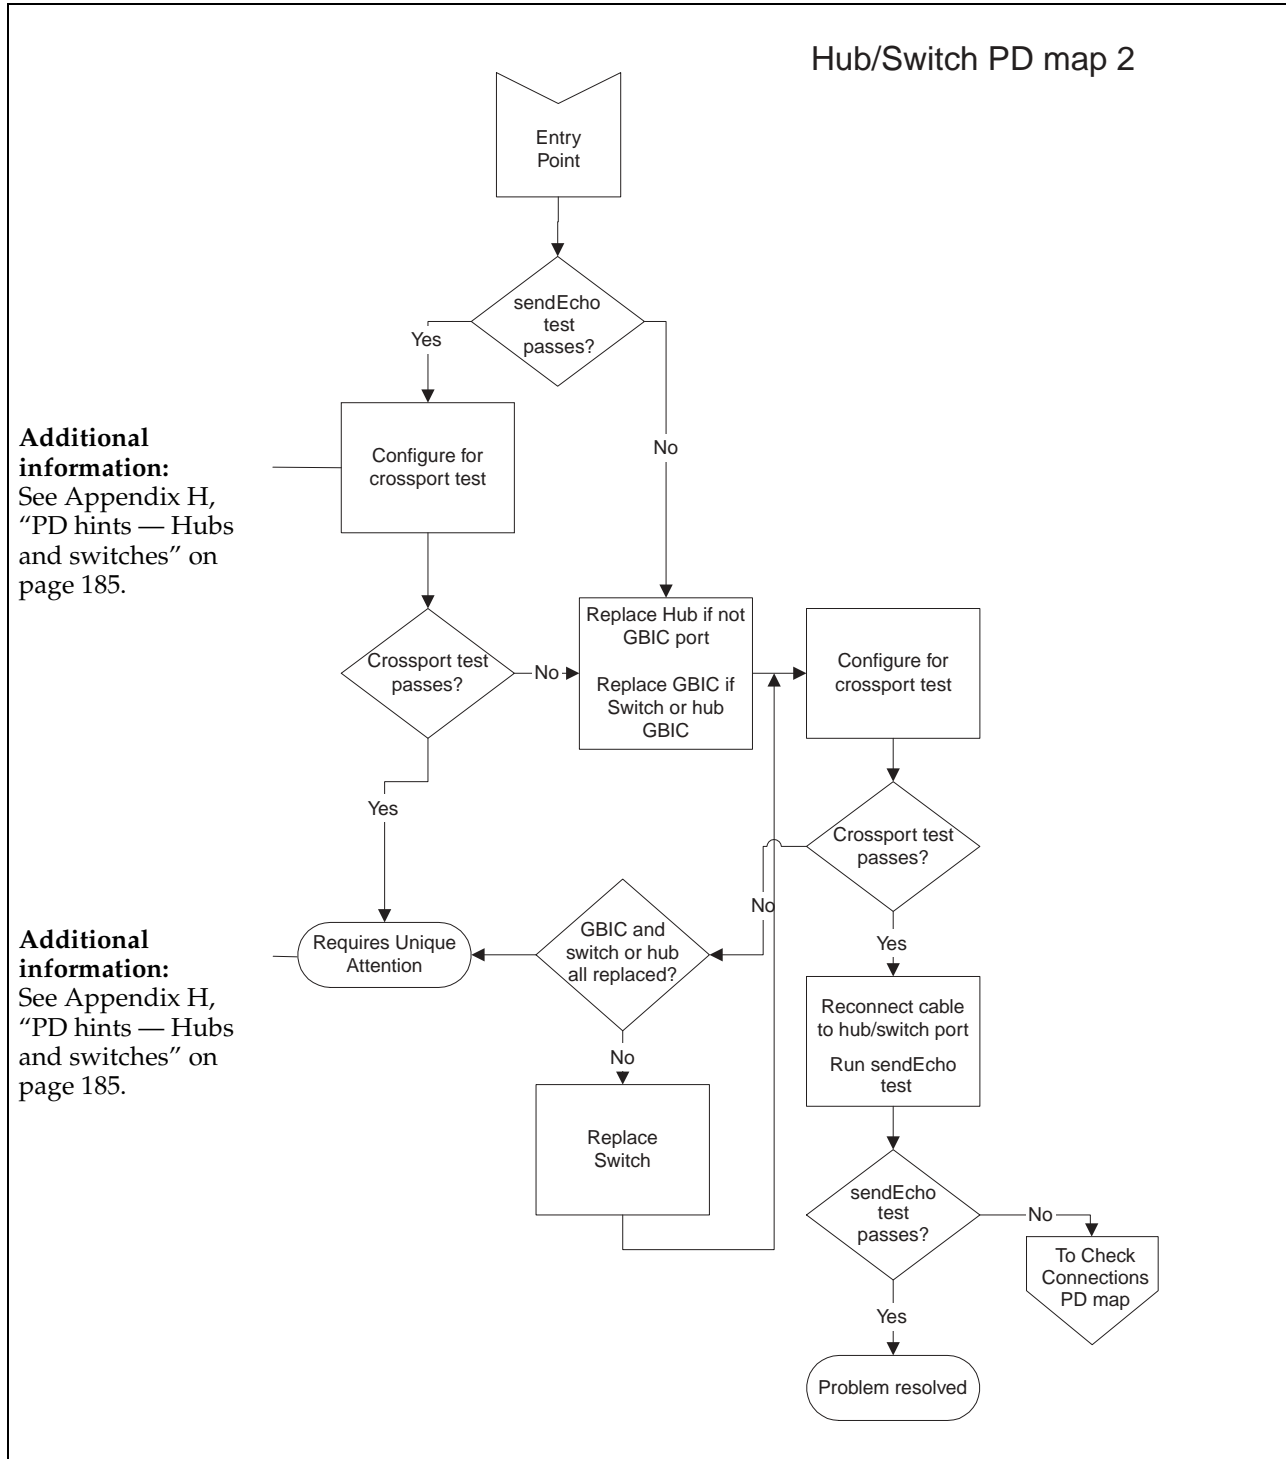 Hub/Switch PD map 2
Entry
Point
sendEcho
test
passes?
Yes
No
Additional
information:
See Appendix H,
“PD hints — Hubs
and switches” on
page 185.
Configure for
crossport test
Crossport test
passes?
No
Replace Hub if not
GBIC port
Replace GBIC if
Switch or hub
GBIC
Configure for
crossport test
Yes
Crossport test
passes?
No
Yes
Additional
information:
See Appendix H,
“PD hints — Hubs
and switches” on
page 185.
Requires Unique
Attention
GBIC and
switch or hub
all replaced?
No
Replace
Switch
Reconnect cable
to hub/switch port
Run sendEcho
test
sendEcho
test
passes?
No
To Check
Connections
PD map
Yes
Problem resolved